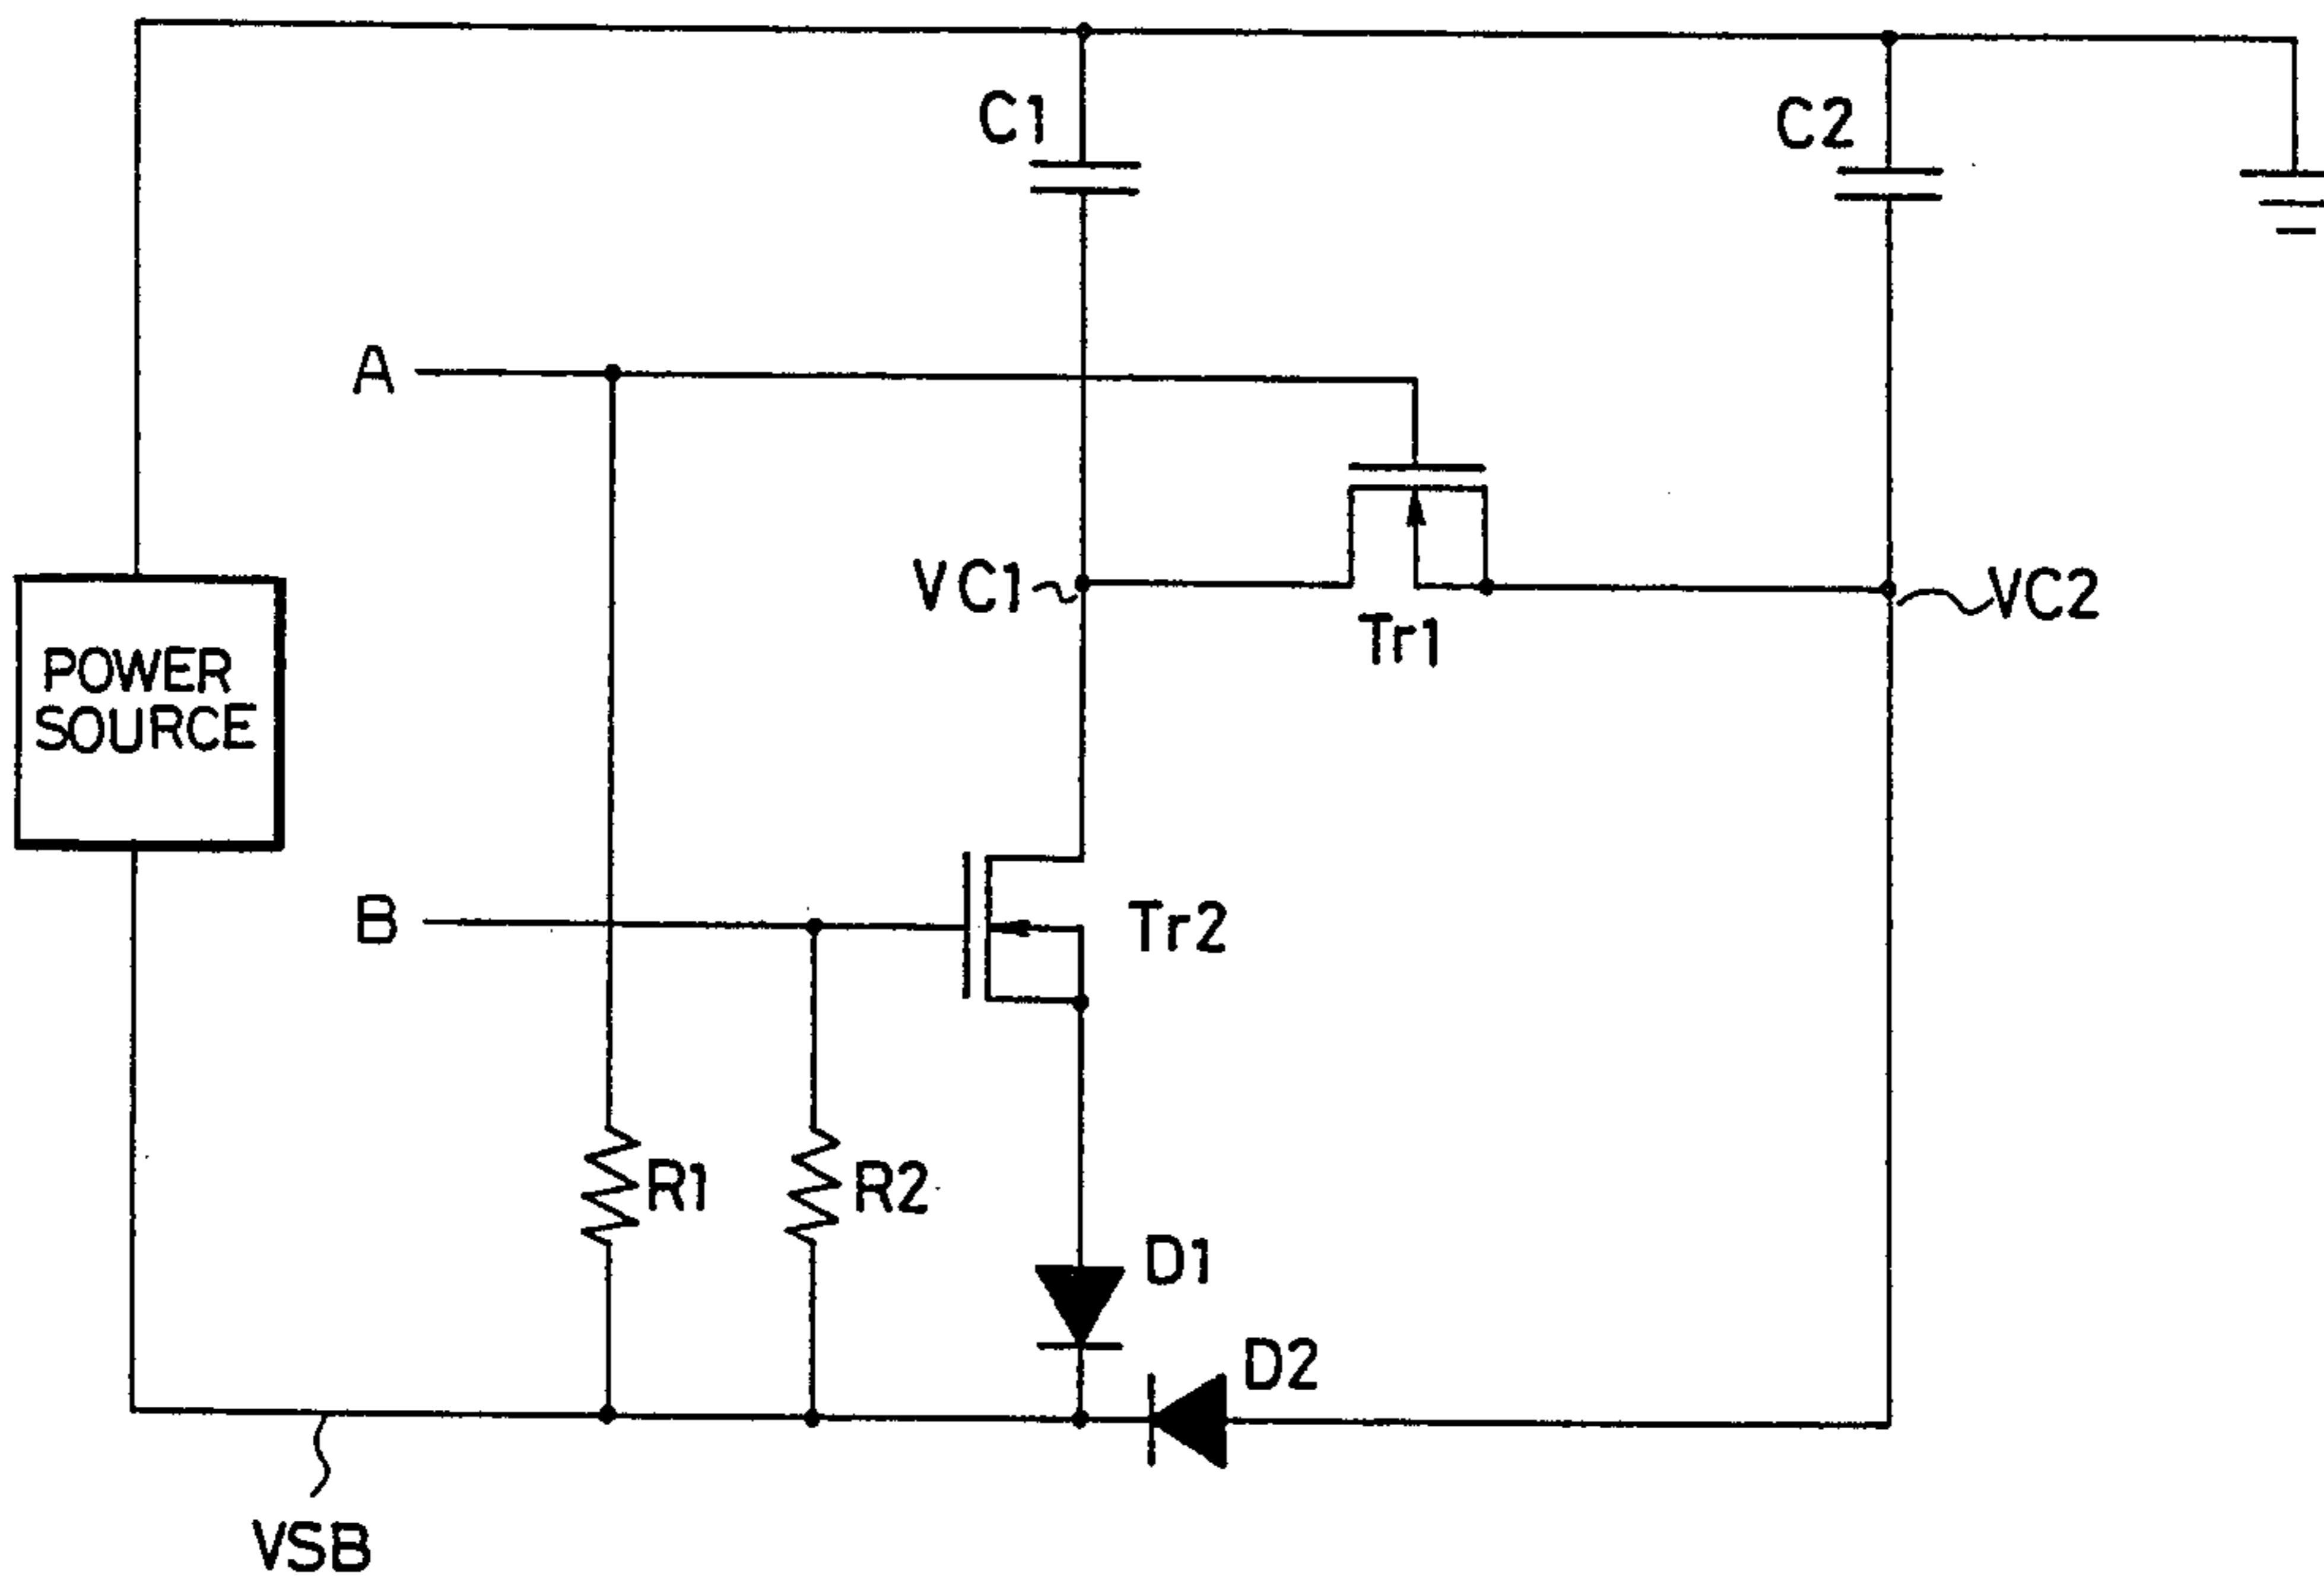 C1
C2
A
VC1
VC2
Tr1
POWER
SOURCE
B
Tr2
R1
R2
D1
D2
VSB